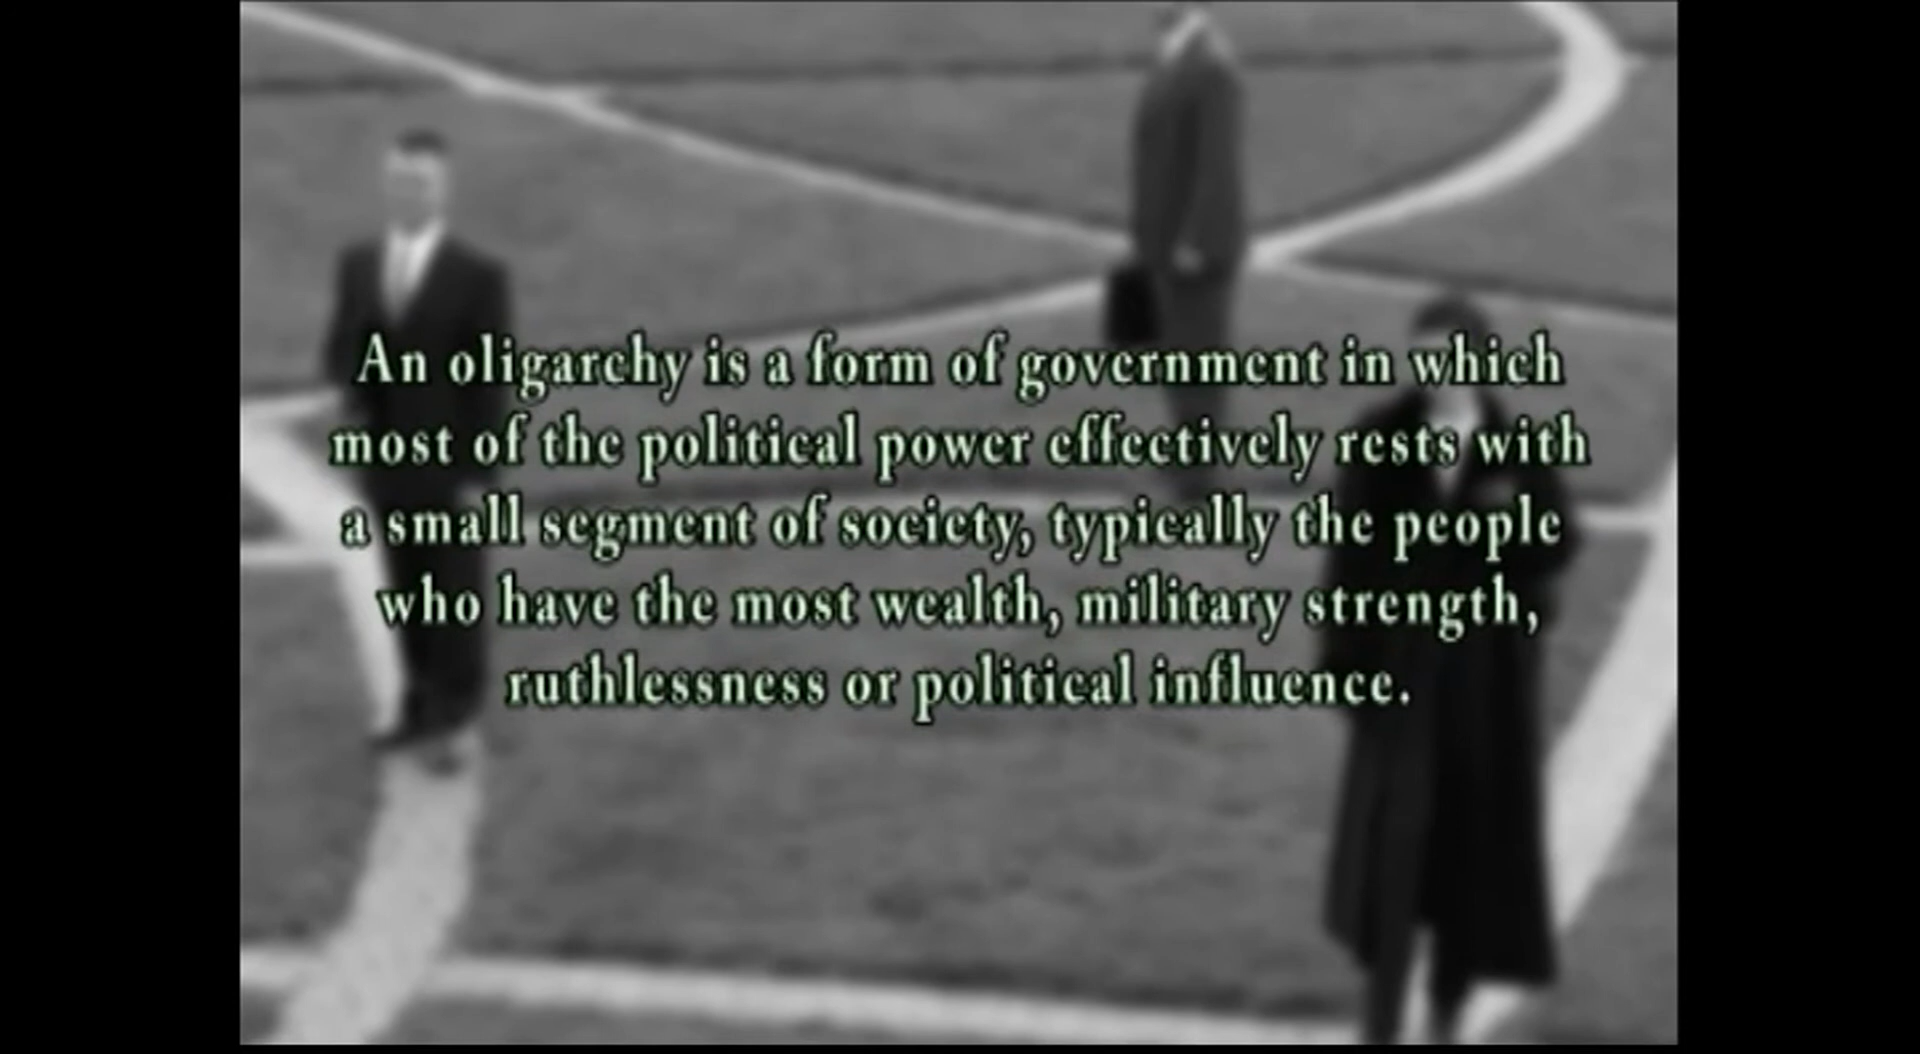 An oligarchy is a form of government in which
most of the political power effectively rests with
a small segment of society, typically the people
who have the most wealth, military strength,
ruthlessness or political influence.